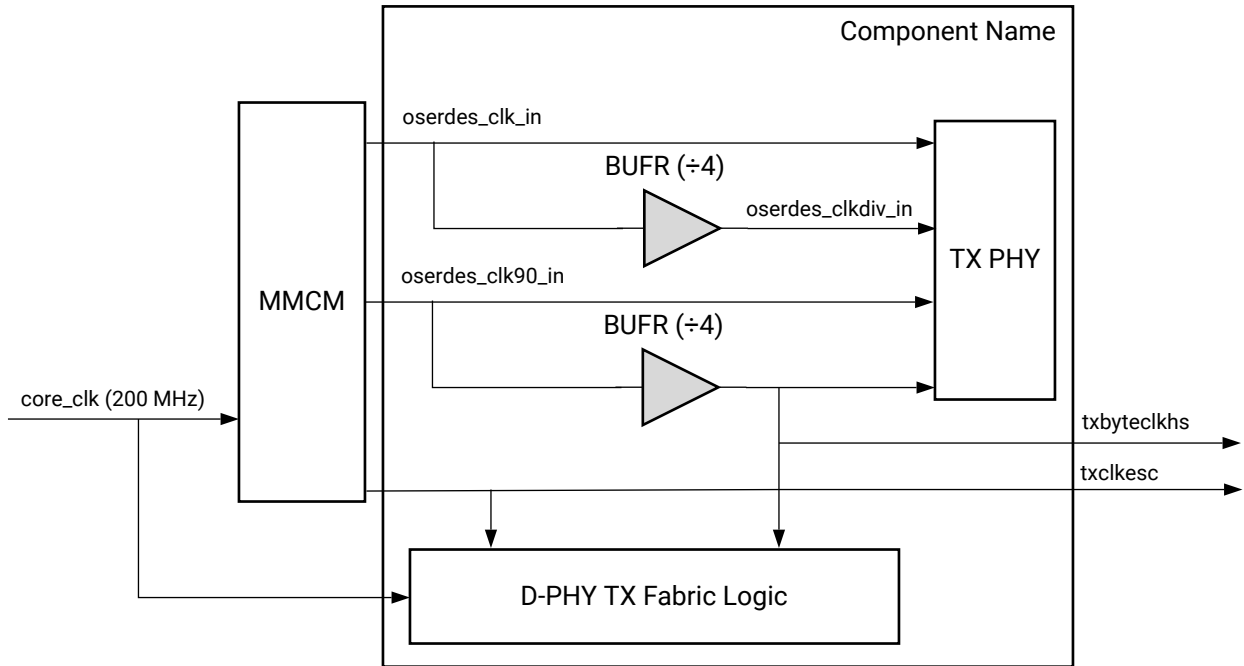 Component Name
oserdes_clk_in
BUFR (÷4)
oserdes_clkdiv_in
TX PHY
oserdes_clk90_in
MMCM
BUFR (÷4)
core_clk (200 MHz)
txbyteclkhs
txclkesc
D-PHY TX Fabric Logic